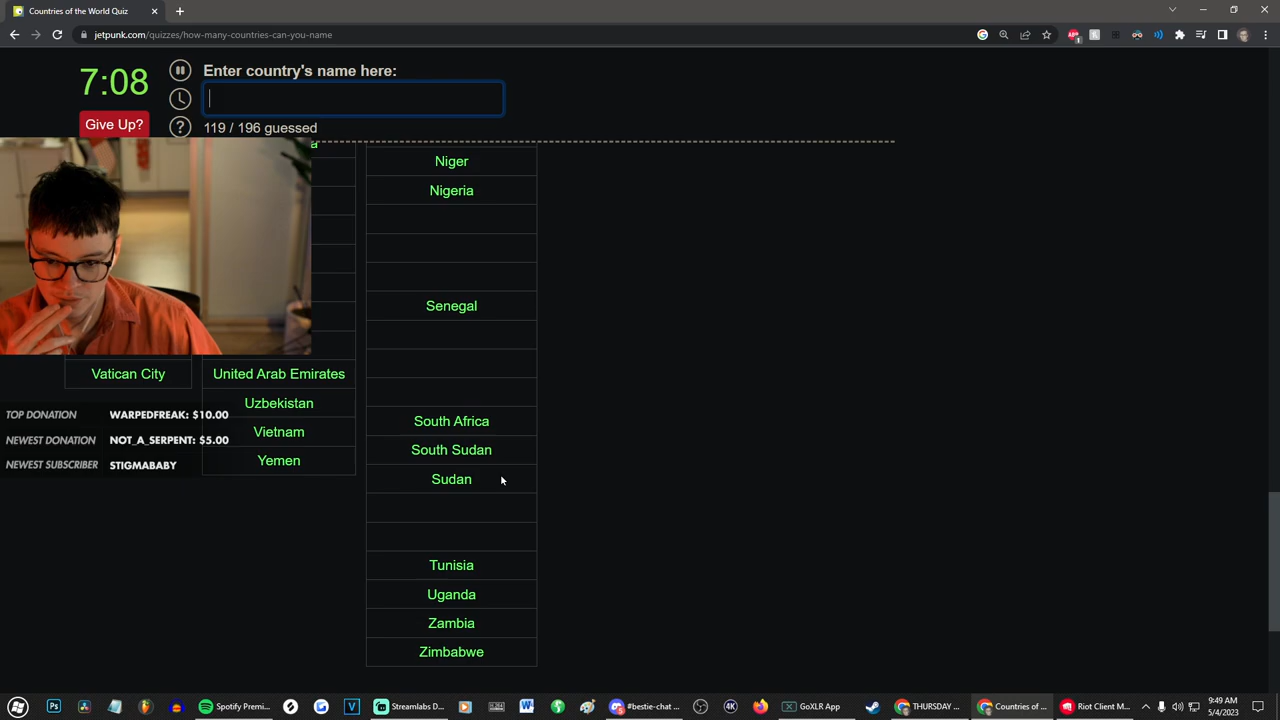 Countries of the World Quiz
jetpunk.com/quizzes/how-many-countries-can-you-name
7:08
Enter country's name here:
Give Up?
119 / 196 guessed
a
Niger
Nigeria
Senegal
Vatican City
United Arab Emirates
Uzbekistan
Vietnam
Yemen
South Africa
South Sudan
Sudan
Tunisia
Uganda
Zambia
Zimbabwe
TOP DONATION WARPEDFREAK: $10.00
NEWEST DONATION NOT_A_SERPENT: $5.00
NEWEST SUBSCRIBER STIGMABABY
Spotify Premi...
Streamlabs D...
#bestie-chat ...
GoXLR App
THURSDAY ...
Countries of ...
Riot Client M...
9:49 AM
5/4/2023